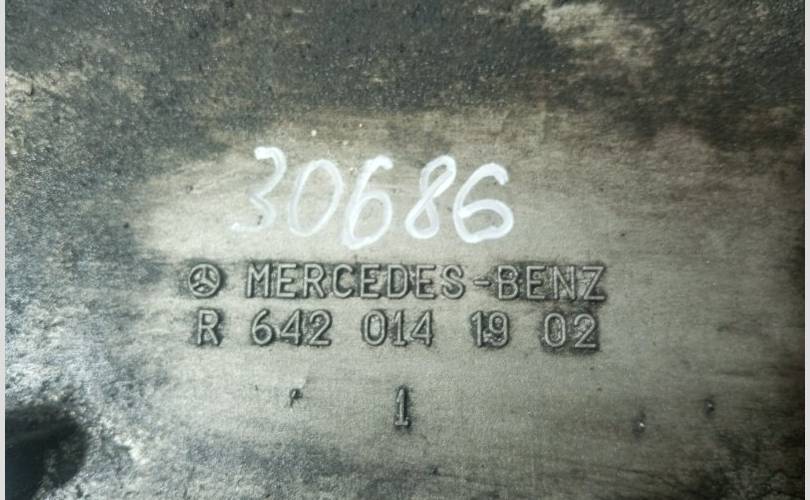 30686
MERCEDES-BENZ
R 642 014 19 02
1